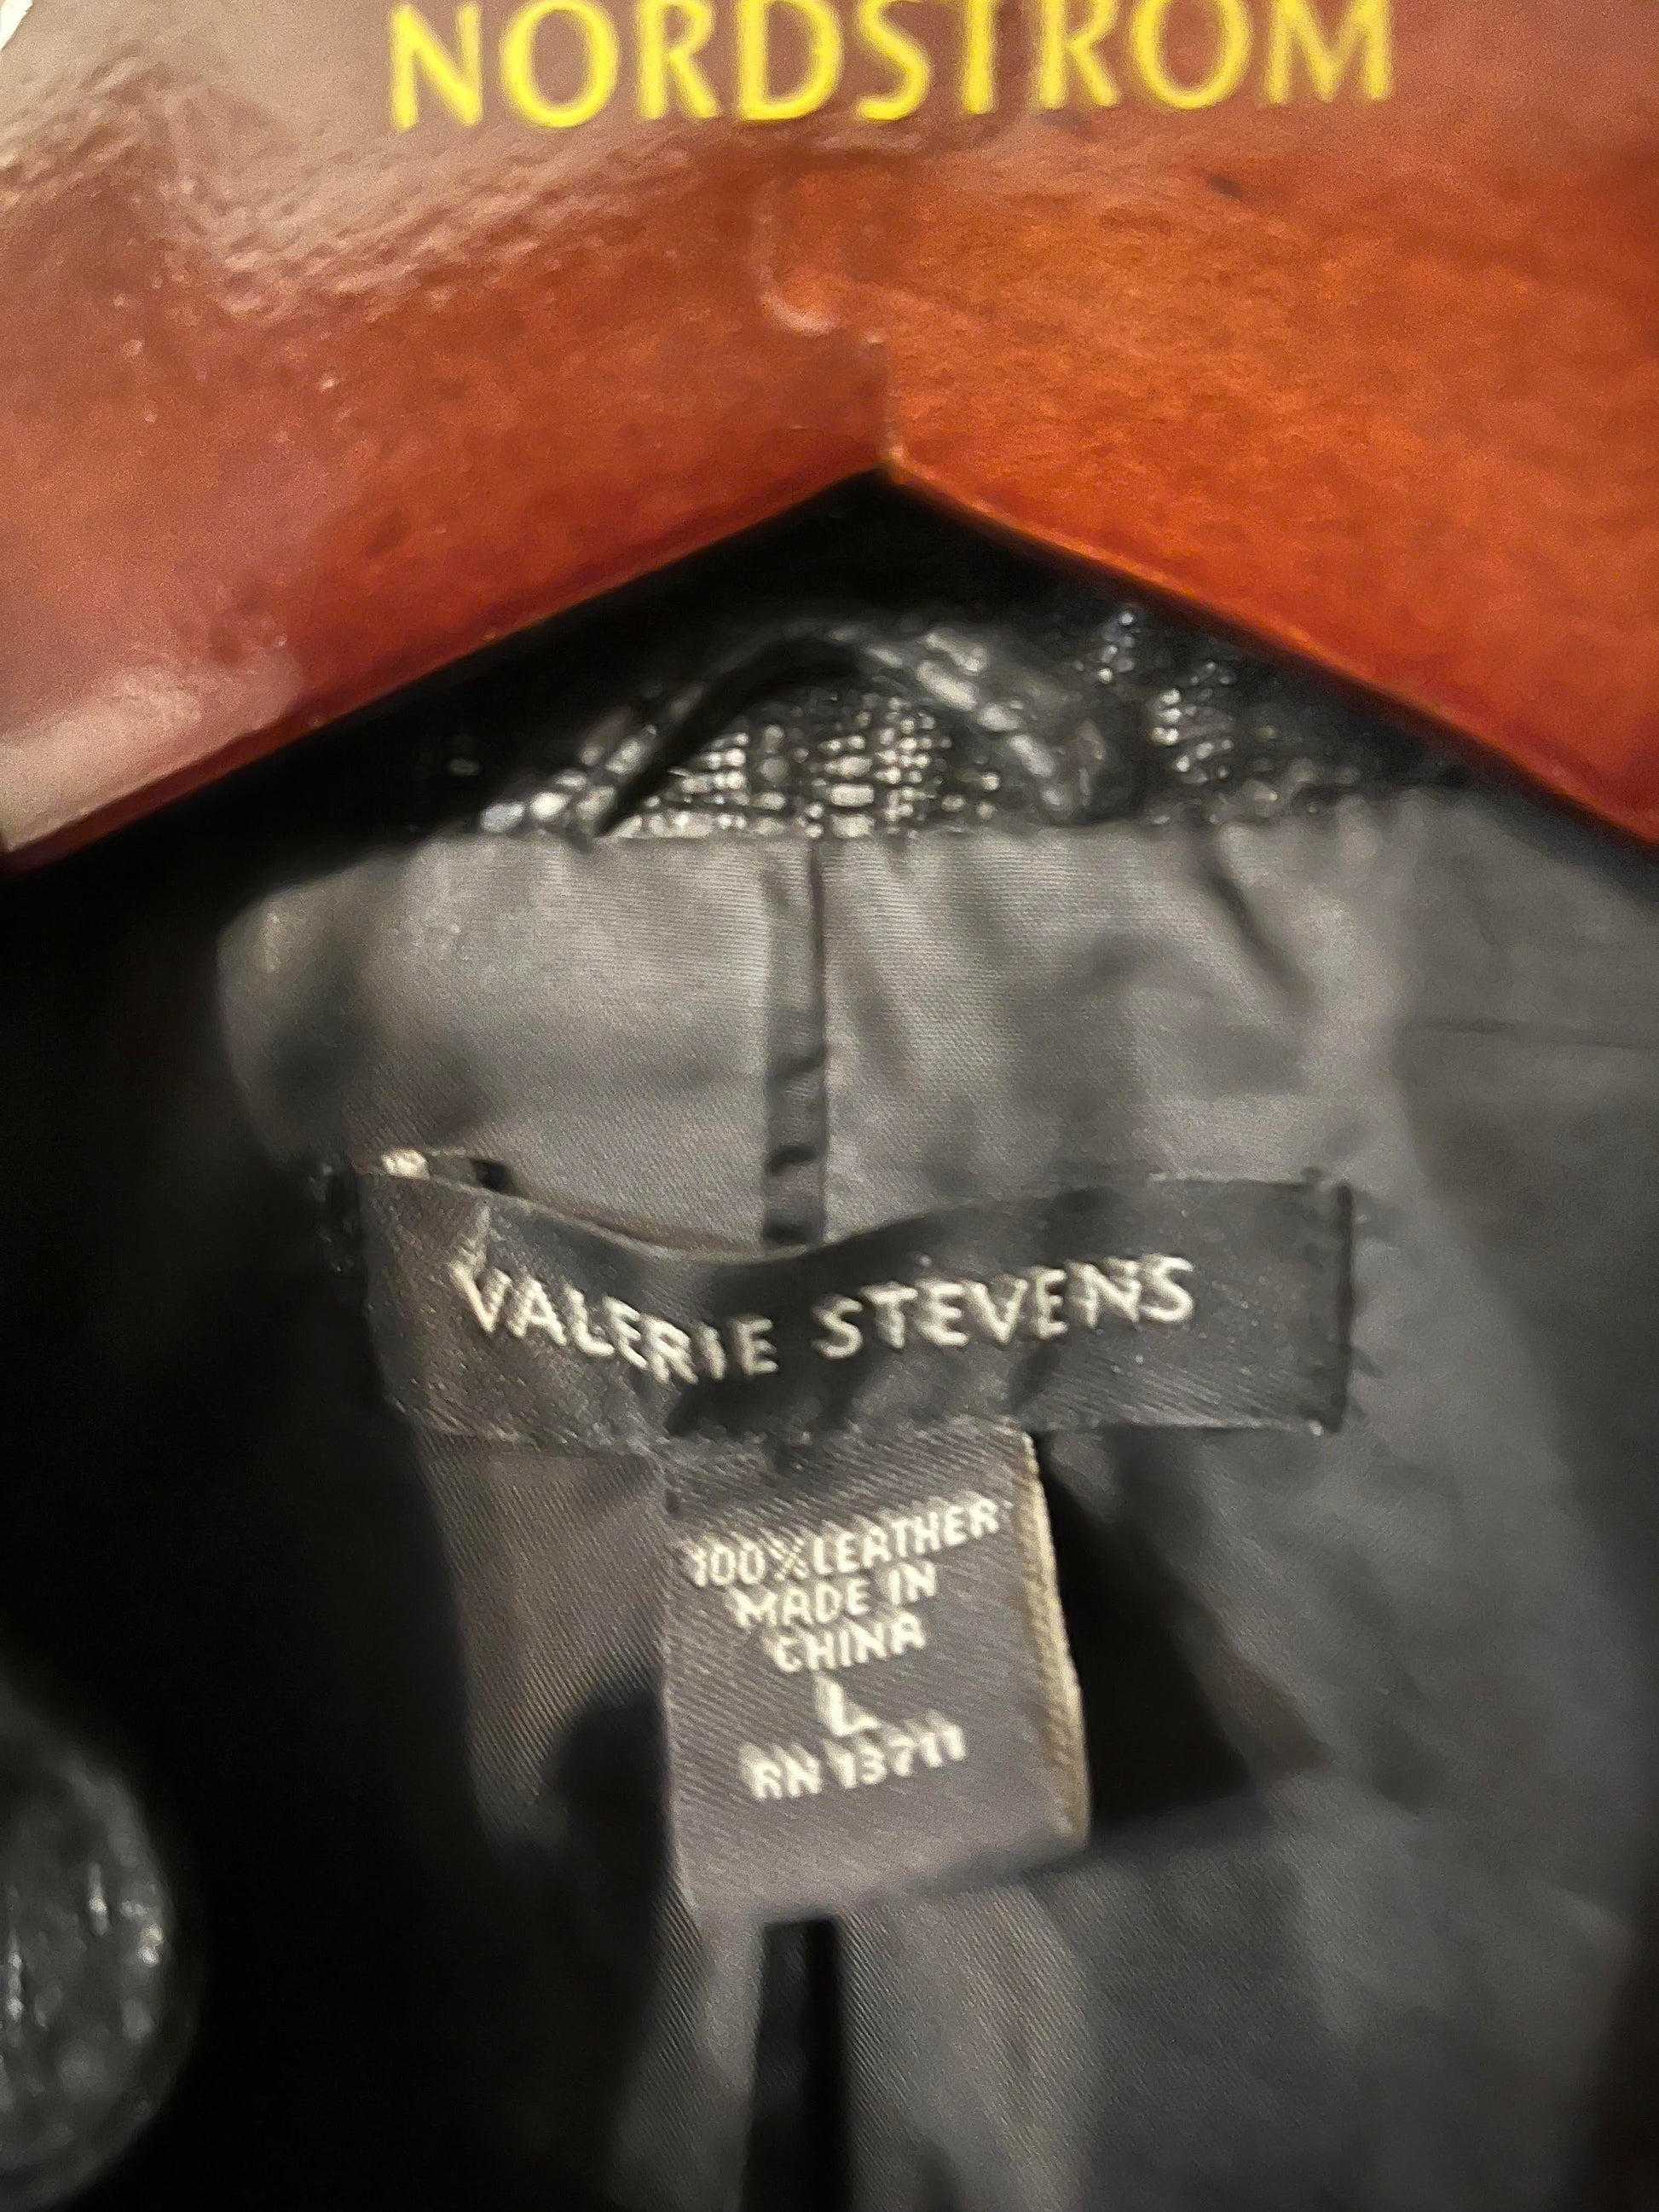 NORDSTROM
VALERIE STEVENS
100% LEATHER
MADE IN
CHINA
L
RN 13711